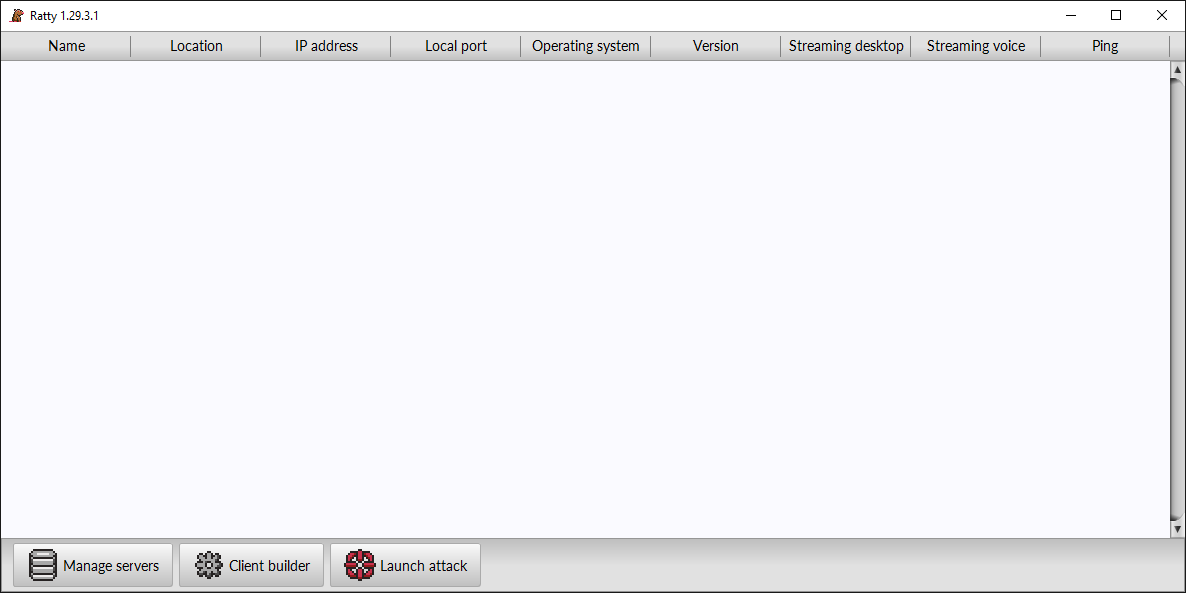 Ratty 1.29.3.1
Name Location IP address Local port Operating system Version Streaming desktop Streaming voice Ping
Manage servers Client builder Launch attack